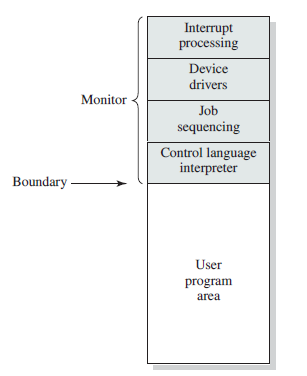 Interrupt
processing
Device
drivers
Monitor
Job
sequencing
Control language
interpreter
Boundary
User
program
area